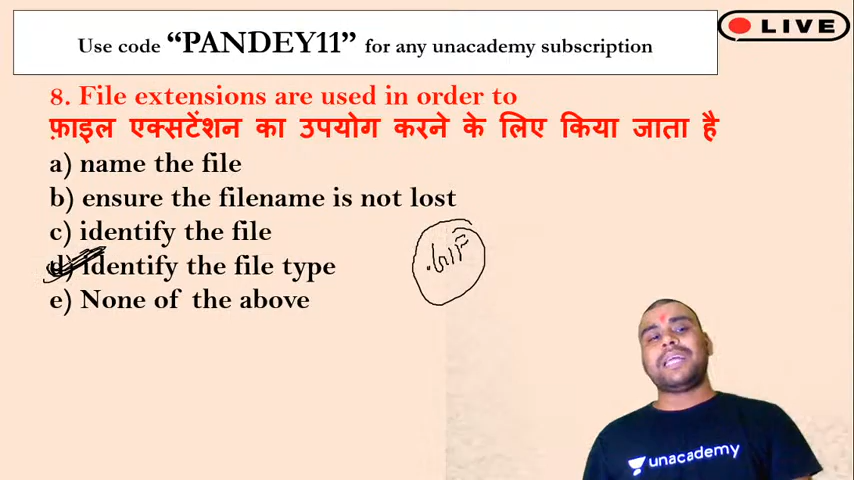 Use code “PANDEY11” for any unacademy subscription
LIVE
8. File extensions are used in order to
फ़ाइल एक्सटेंशन का उपयोग करने के लिए किया जाता है
a) name the file
b) ensure the filename is not lost
c) identify the file
d) identify the file type
e) None of the above
unacademy